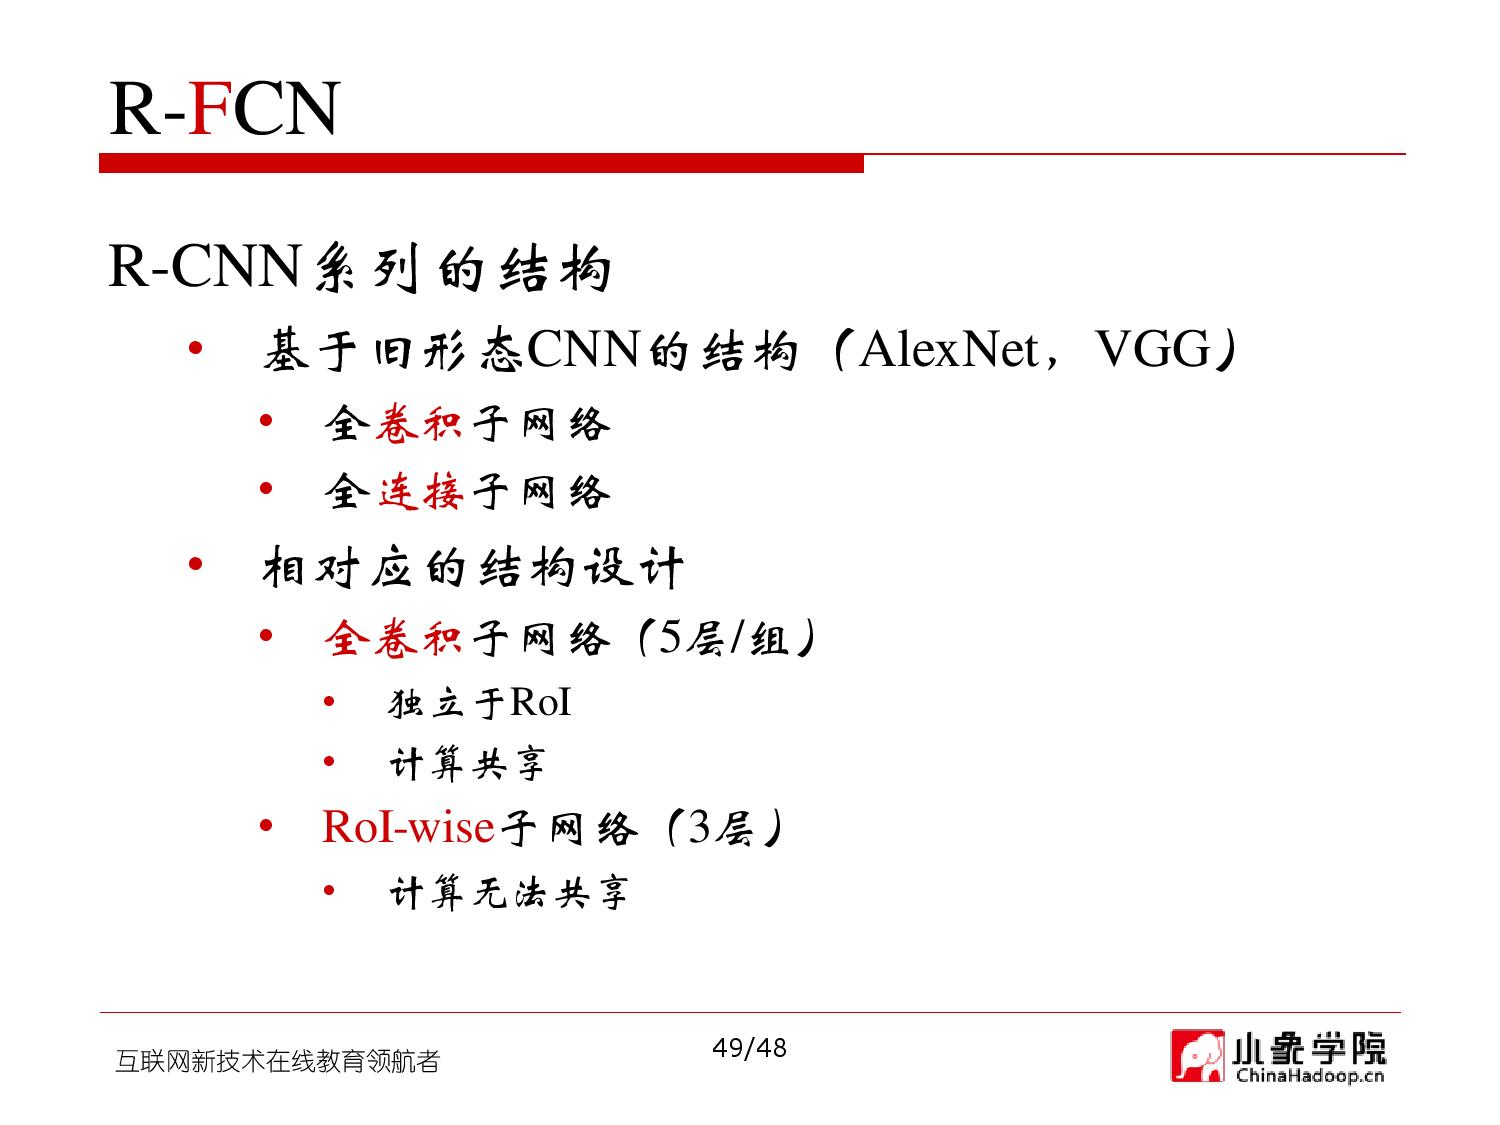 R-FCN
R-CNN系列的结构
• 基于旧形态CNN的结构（AlexNet，VGG）
• 全卷积子网络
• 全连接子网络
• 相对应的结构设计
• 全卷积子网络（5层/组）
• 独立于RoI
• 计算共享
• RoI-wise子网络（3层）
• 计算无法共享
互联网新技术在线教育领航者
49/48
小象学院
ChinaHadoop.cn